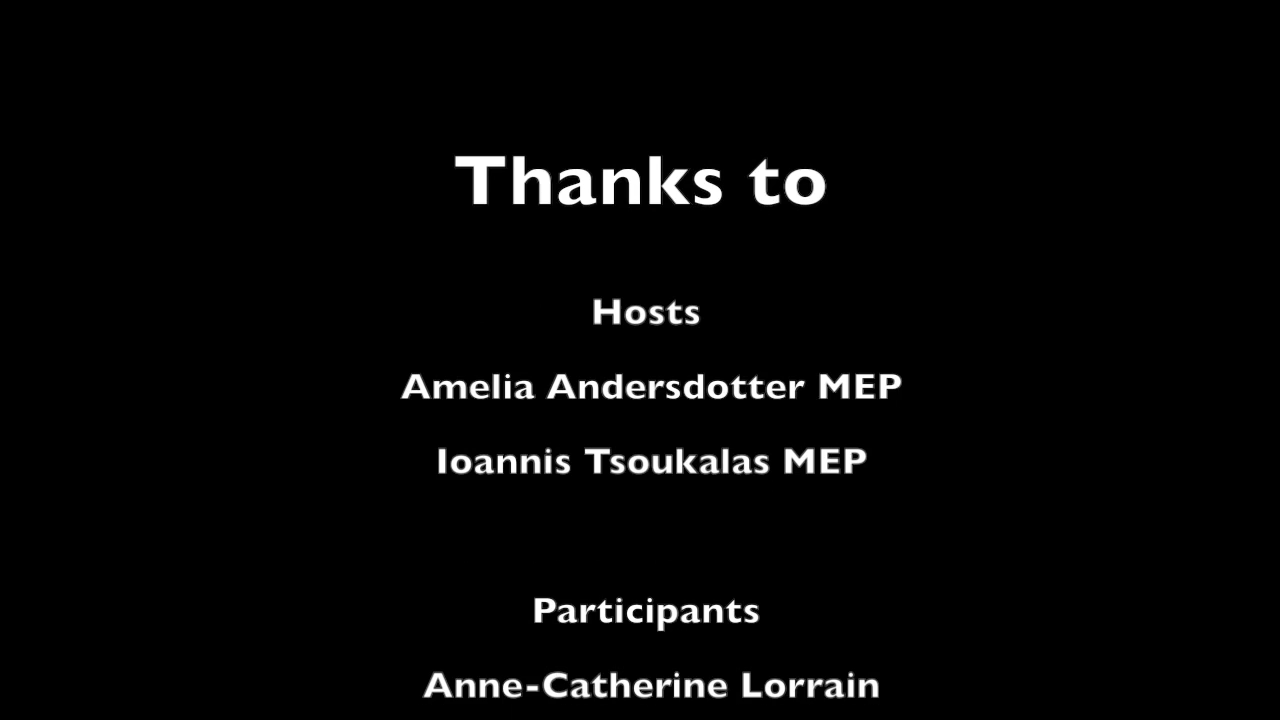 Thanks to
Hosts
Amelia Andersdotter MEP
Ioannis Tsoukalas MEP
Participants
Anne-Catherine Lorrain